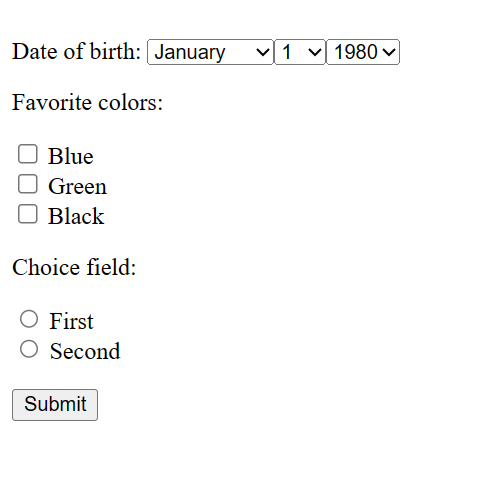 Date of birth: January 1 1980
Favorite colors:
Blue
Green
Black
Choice field:
First
Second
Submit